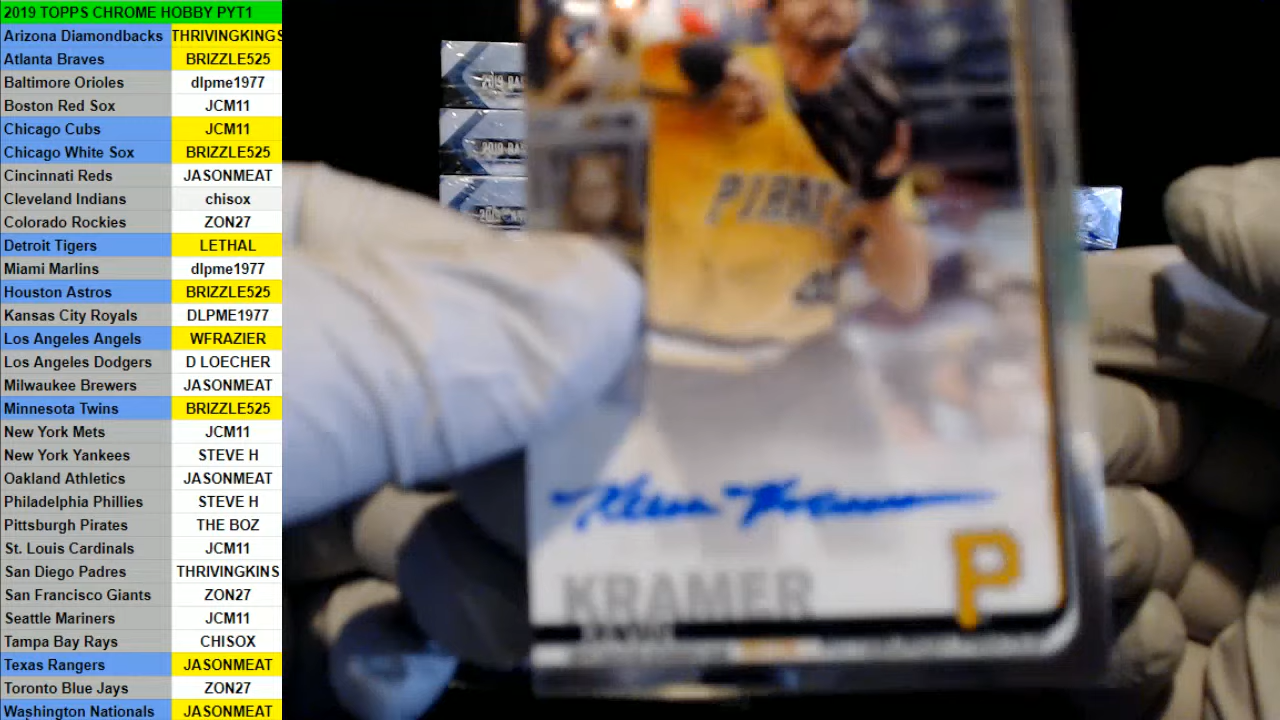 2019 TOPPS CHROME HOBBY PYT1
Arizona Diamondbacks THRIVINGKINGS
Atlanta Braves BRIZZLE525
Baltimore Orioles dlpme1977
Boston Red Sox JCM11
Chicago Cubs JCM11
Chicago White Sox BRIZZLE525
Cincinnati Reds JASONMEAT
Cleveland Indians chisox
Colorado Rockies ZON27
Detroit Tigers LETHAL
Miami Marlins dlpme1977
Houston Astros BRIZZLE525
Kansas City Royals DLPME1977
Los Angeles Angels WFRAZIER
Los Angeles Dodgers D LOECHER
Milwaukee Brewers JASONMEAT
Minnesota Twins BRIZZLE525
New York Mets JCM11
New York Yankees STEVE H
Oakland Athletics JASONMEAT
Philadelphia Phillies STEVE H
Pittsburgh Pirates THE BOZ
St. Louis Cardinals JCM11
San Diego Padres THRIVINGKINS
San Francisco Giants ZON27
Seattle Mariners JCM11
Tampa Bay Rays CHISOX
Texas Rangers JASONMEAT
Toronto Blue Jays ZON27
Washington Nationals JASONMEAT
PIRATE
KRAMER
P